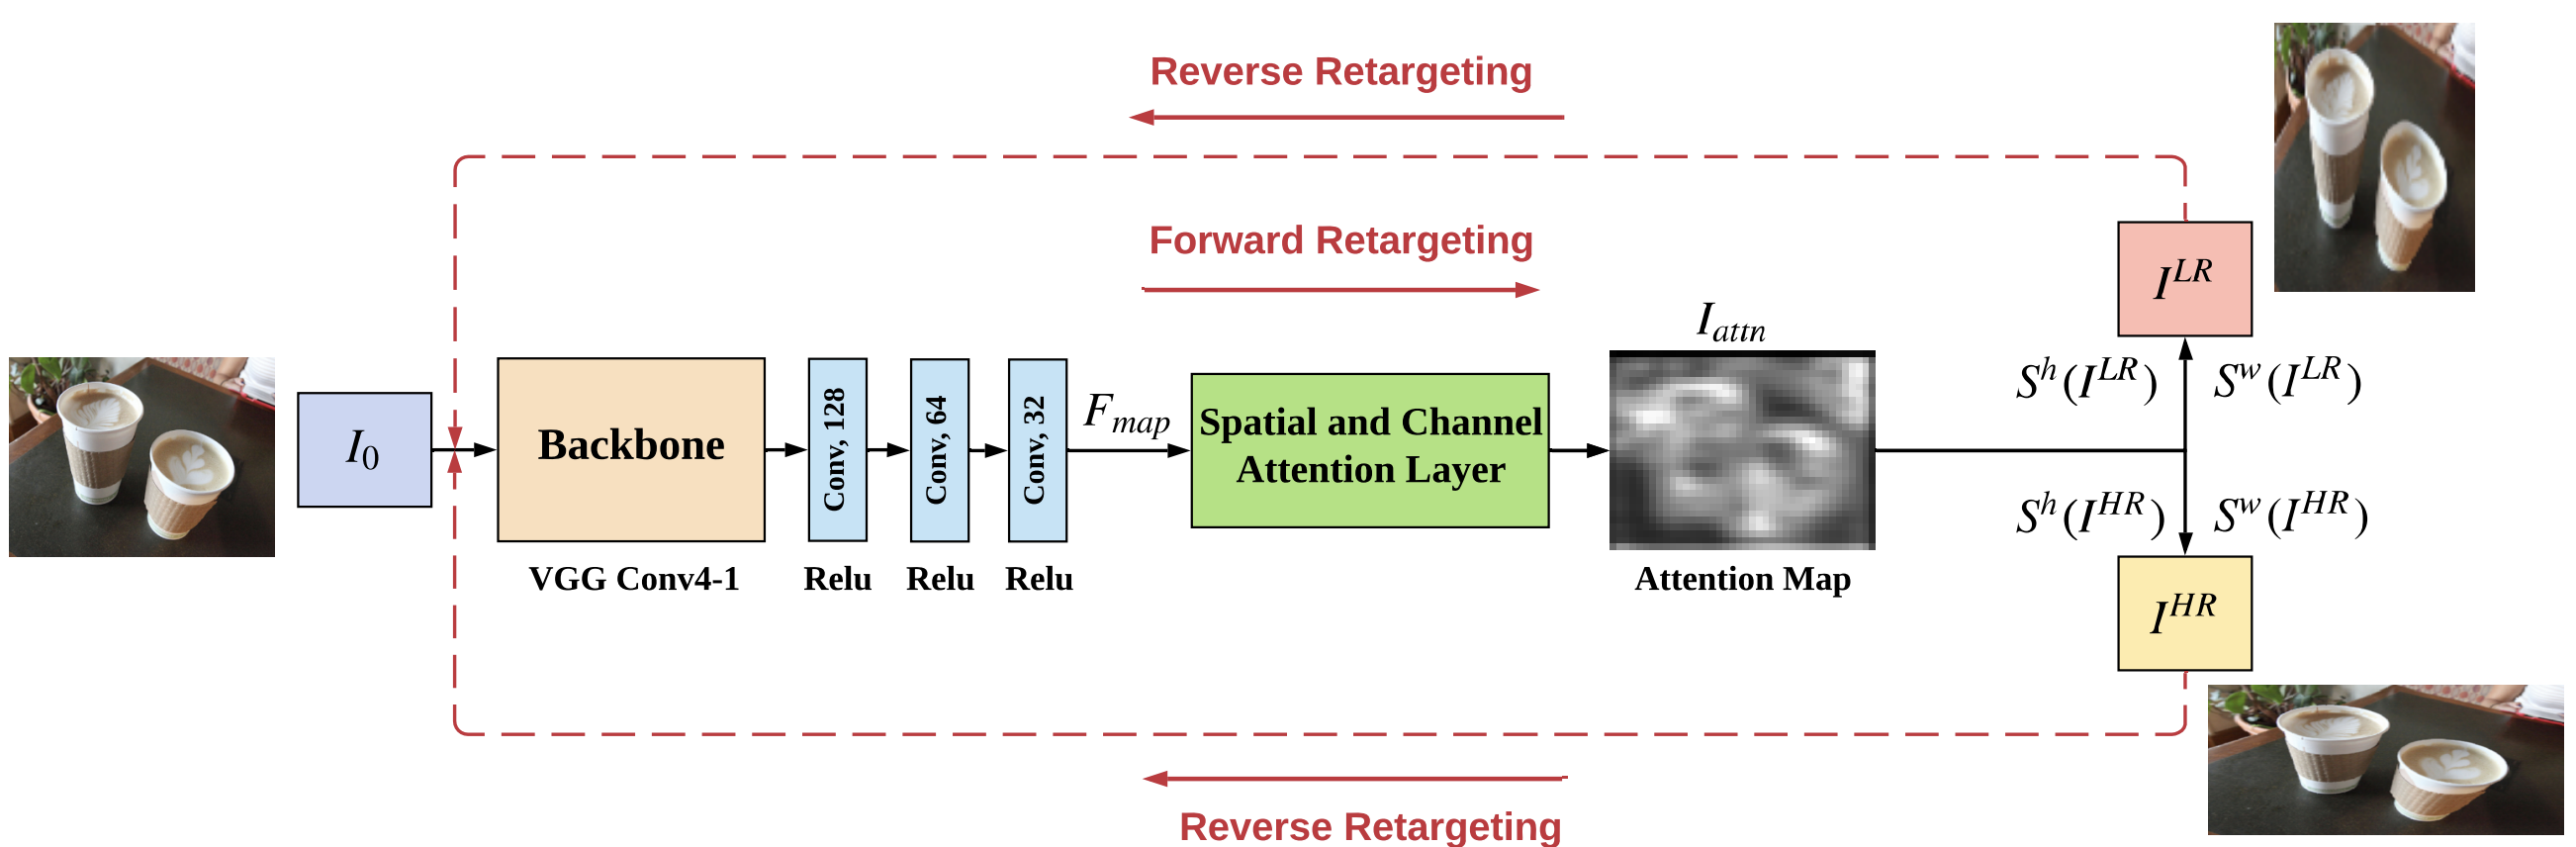 Reverse Retargeting
Forward Retargeting
I_0
Backbone
VGG Conv4-1
Conv, 128
Relu
Conv, 64
Relu
Conv, 32
Relu
F_{map}
Spatial and Channel
Attention Layer
I_{attn}
Attention Map
I^{LR}
S^h(I^{LR}) S^w(I^{LR})
S^h(I^{HR}) S^w(I^{HR})
I^{HR}
Reverse Retargeting